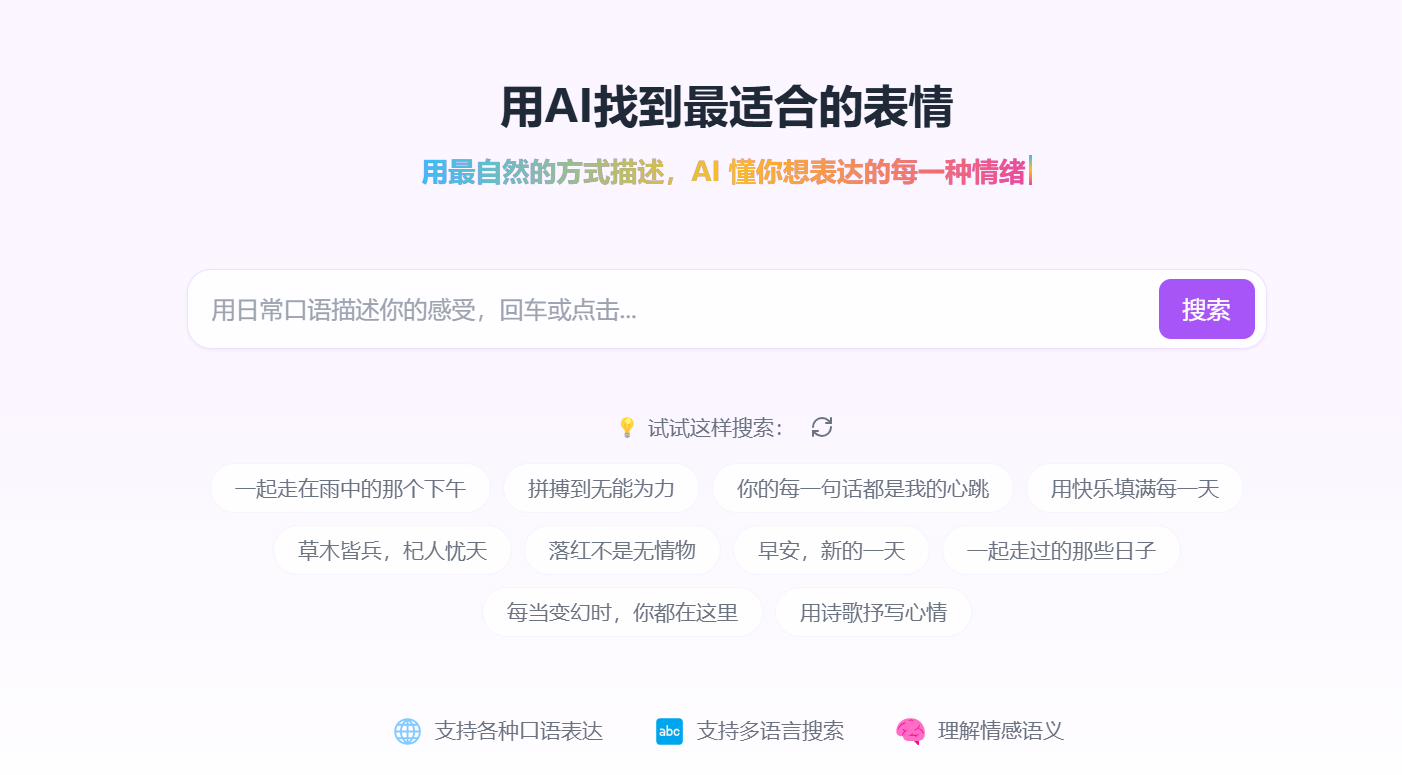 用AI找到最适合的表情
用最自然的方式描述，AI 懂你想表达的每一种情绪
用日常口语描述你的感受，回车或点击... 搜索
💡 试试这样搜索：
一起走在雨中的那个下午 拼搏到无能为力 你的每一句话都是我的心跳 用快乐填满每一天
草木皆兵，杞人忧天 落红不是无情物 早安，新的一天 一起走过的那些日子
每当变幻时，你都在这里 用诗歌抒写心情
🌐 支持各种口语表达 abc 支持多语言搜索 🧠 理解情感语义